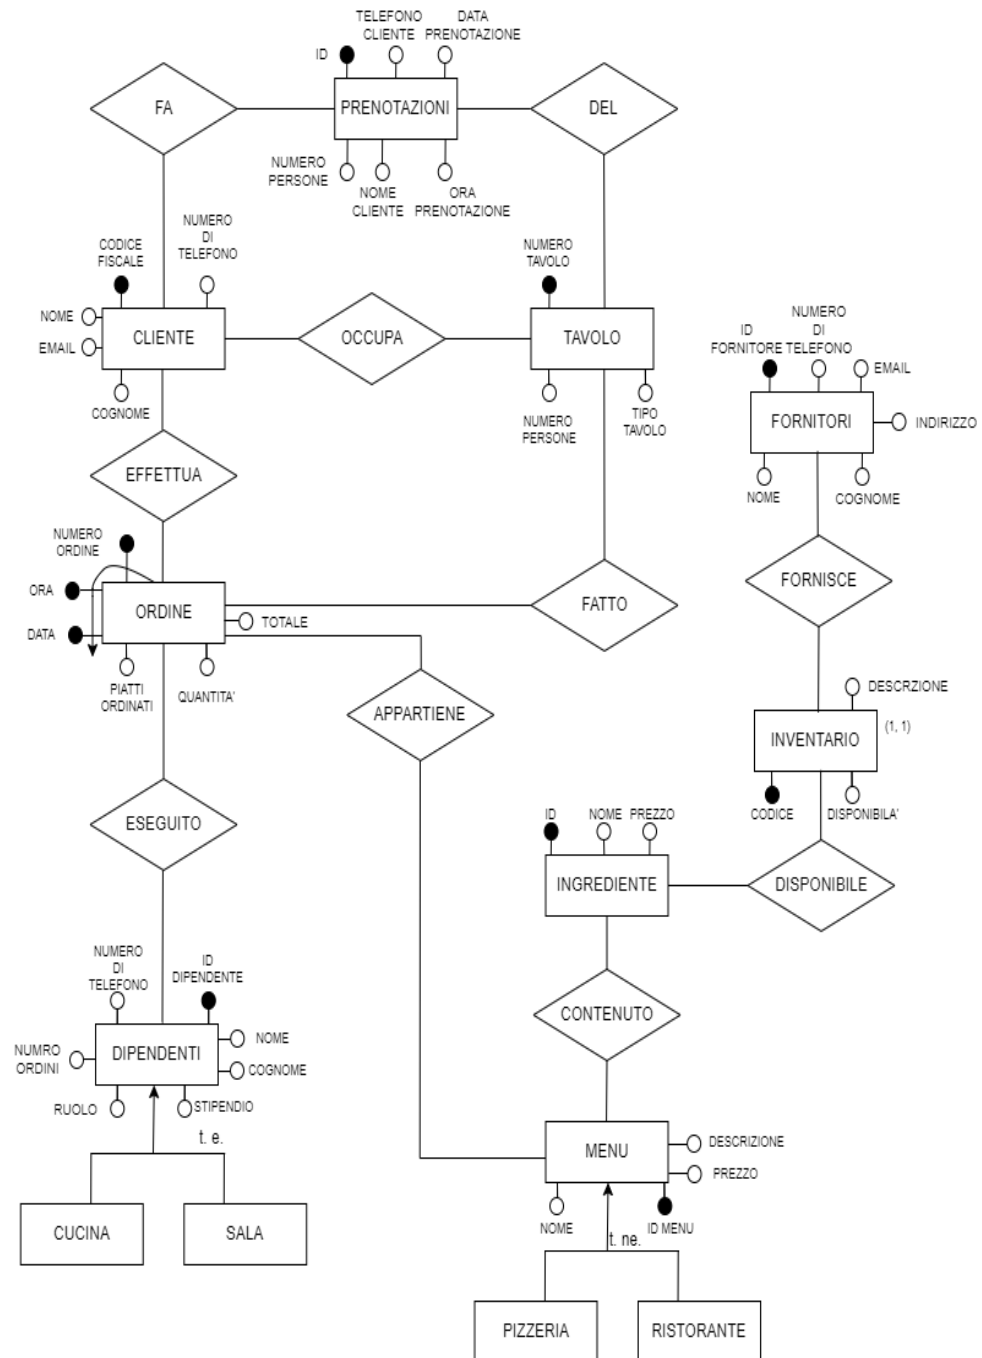 TELEFONO
CLIENTE
DATA
PRENOTAZIONE
ID
FA
PRENOTAZIONI
DEL
NUMERO
PERSONE
NOME
CLIENTE
ORA
PRENOTAZIONE
NUMERO
DI
TELEFONO
CODICE
FISCALE
NUMERO
TAVOLO
NOME
EMAIL
CLIENTE
OCCUPA
TAVOLO
COGNOME
NUMERO
PERSONE
TIPO
TAVOLO
ID
FORNITORE
NUMERO
DI
TELEFONO
EMAIL
FORNITORI
INDIRIZZO
NOME
COGNOME
EFFETTUA
NUMERO
ORDINE
ORA
DATA
ORDINE
TOTALE
FATTO
FORNISCE
PIATTI
ORDINATI
QUANTITA'
APPARTIENE
DESCRZIONE
INVENTARIO
(1, 1)
CODICE
DISPONIBILA'
ESEGUITO
ID
NOME
PREZZO
INGREDIENTE
DISPONIBILE
NUMERO
DI
TELEFONO
ID
DIPENDENTE
CONTENUTO
NUMRO
ORDINI
DIPENDENTI
NOME
COGNOME
RUOLO
STIPENDIO
t. e.
CUCINA
SALA
MENU
DESCRIZIONE
PREZZO
NOME
ID MENU
t. ne.
PIZZERIA
RISTORANTE